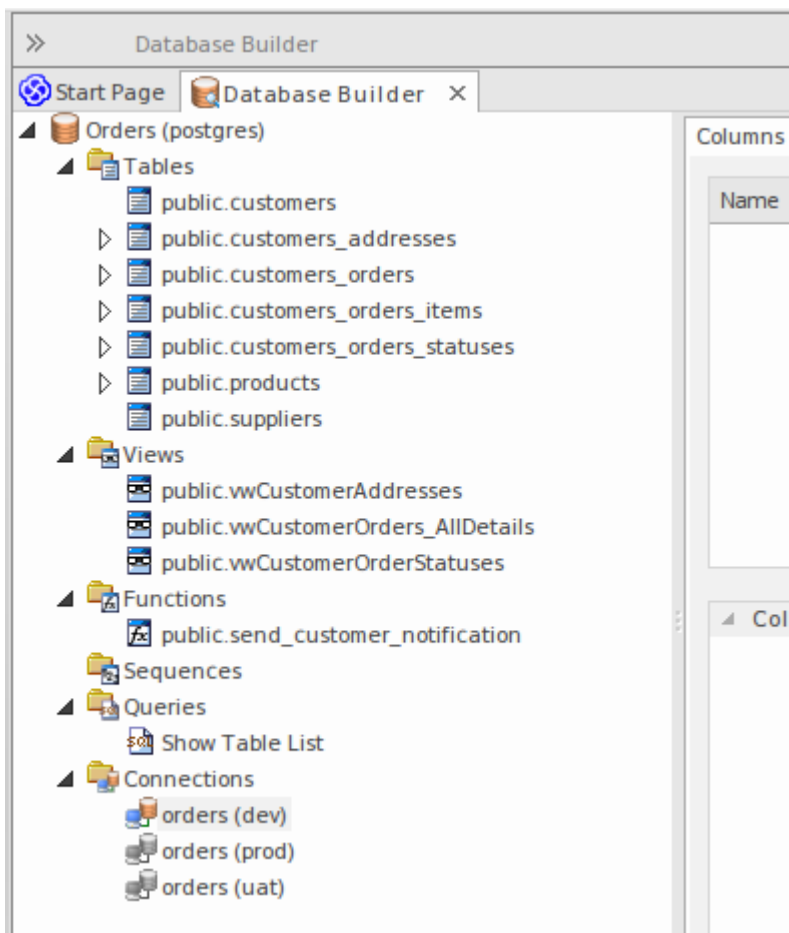 Database Builder
Start Page
Database Builder
Orders (postgres)
Columns
Tables
Name
public.customers
public.customers_addresses
public.customers_orders
public.customers_orders_items
public.customers_orders_statuses
public.products
public.suppliers
Views
public.vwCustomerAddresses
public.vwCustomerOrders_AllDetails
public.vwCustomerOrderStatuses
Functions
public.send_customer_notification
Col
Sequences
Queries
Show Table List
Connections
orders (dev)
orders (prod)
orders (uat)